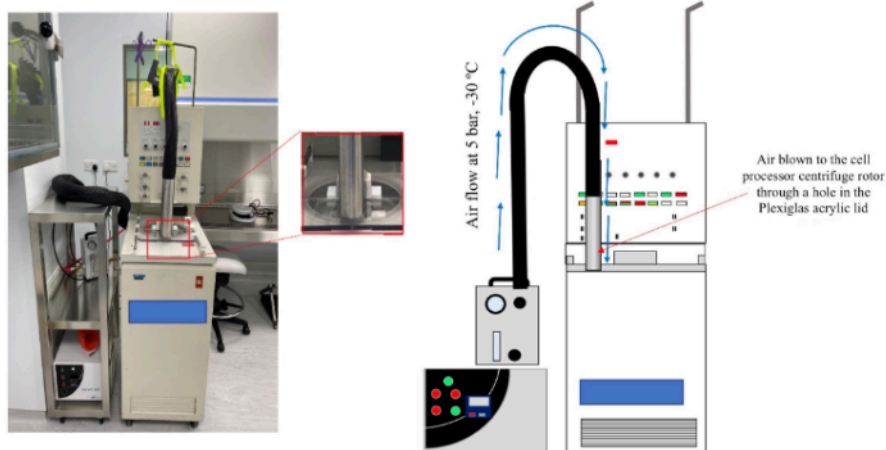 Air flow at 5 bar, -30 °C
Air blown to the cell
processor centrifuge rotor
through a hole in the
Plexiglas acrylic lid